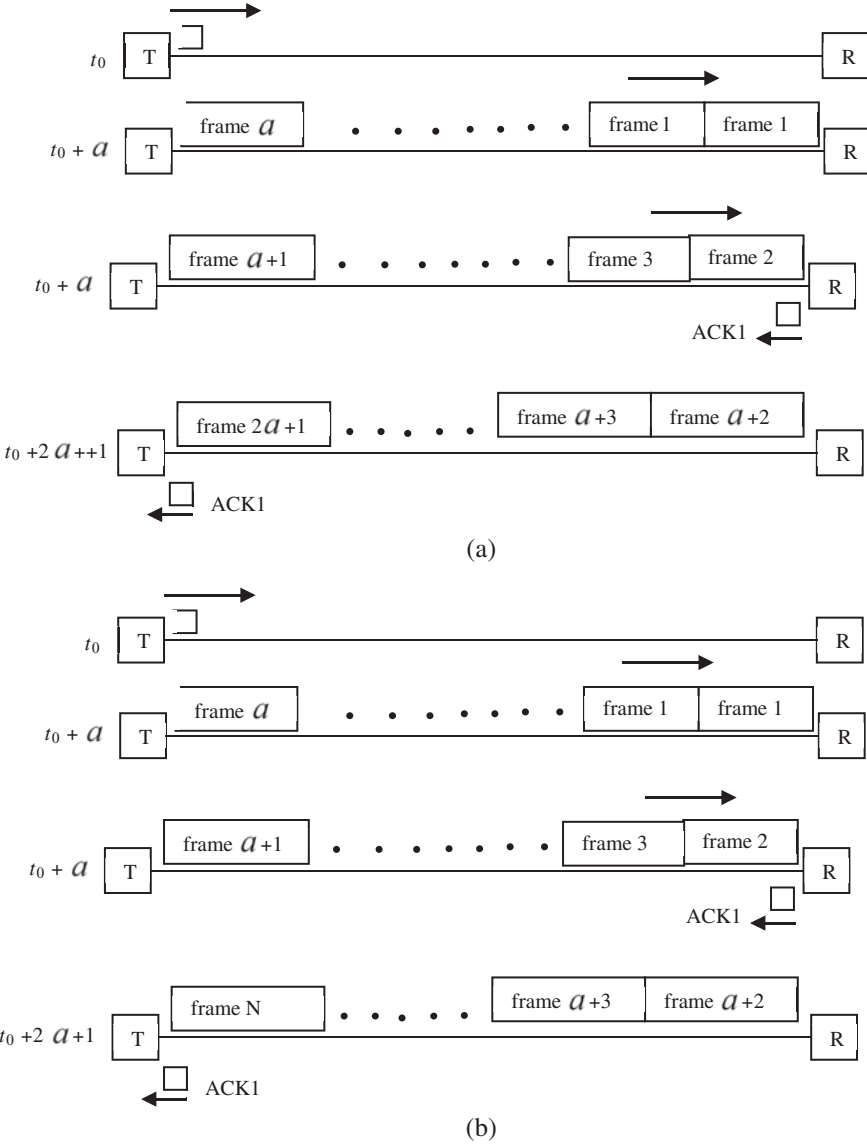 t0 T R
frame a frame 1 frame 1
t0 + a T R
frame a+1 frame 3 frame 2
t0 + a T R
ACK1
frame 2a+1 frame a+3 frame a+2
t0 +2 a ++1 T R
ACK1
(a)
t0 T R
frame a frame 1 frame 1
t0 + a T R
frame a+1 frame 3 frame 2
t0 + a T R
ACK1
frame N frame a+3 frame a+2
t0 +2 a+1 T R
ACK1
(b)